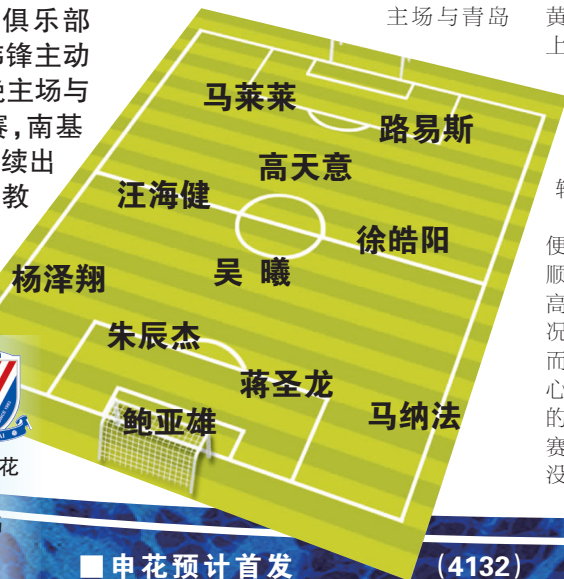 俱乐部
锋主动
主场与
赛，南基
续出
教
主场与青岛
黄
上
便
顺
高
况
而
心
的
赛
没
马莱莱
路易斯
高天意
汪海健
徐皓阳
杨泽翔
吴 曦
朱辰杰
蒋圣龙
鲍亚雄
马纳法
花
■申花预计首发 （4132）